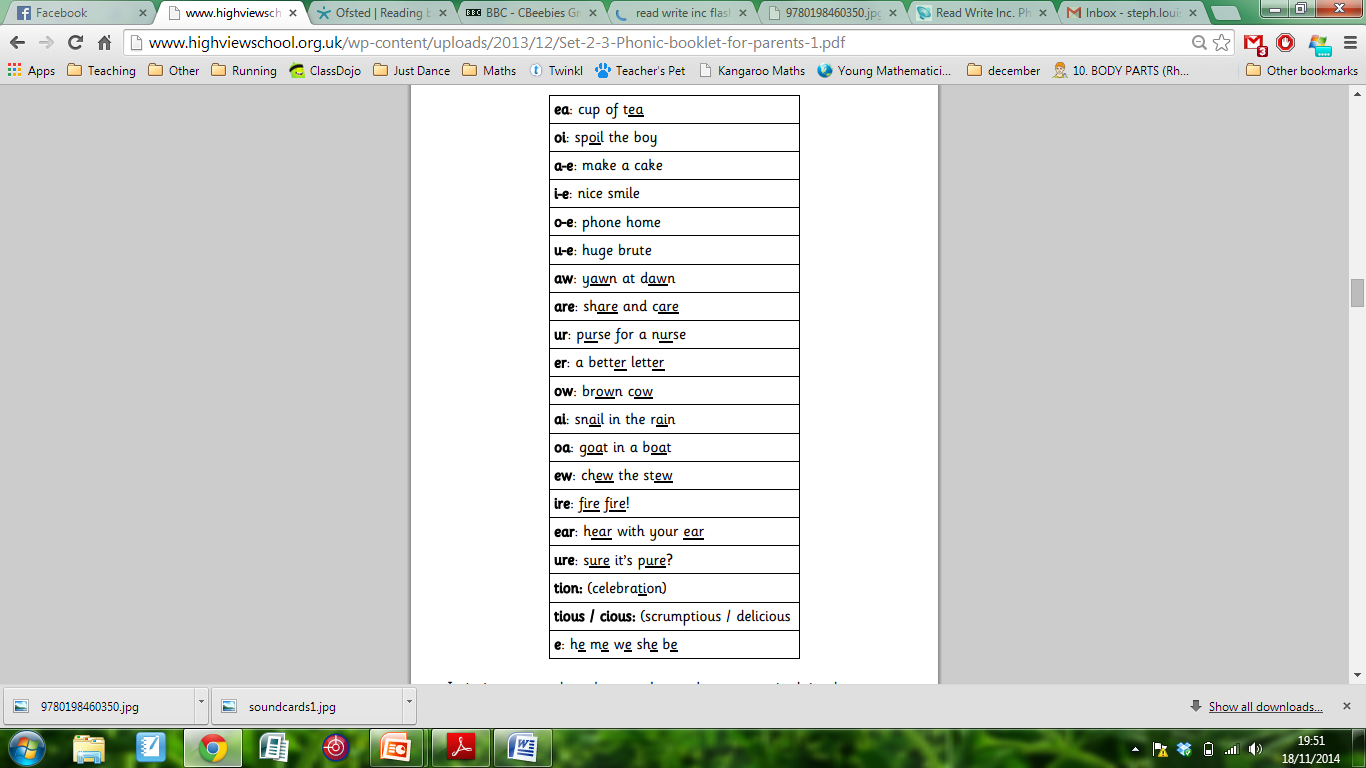 Facebook
www.highviewsch
Ofsted | Reading b
BBC - CBeebies Gr
read write inc flas
9780198460350.jpg
Read Write Inc. Ph
Inbox - steph.louis
www.highviewschool.org.uk/wp-content/uploads/2013/12/Set-2-3-Phonic-booklet-for-parents-1.pdf
3
Apps Teaching Other Running ClassDojo Just Dance Maths Twinkl Teacher's Pet Kangaroo Maths Young Mathematici... december 10. BODY PARTS (Rh... Other bookmarks
ea: cup of tea
oi: spoil the boy
a-e: make a cake
i-e: nice smile
o-e: phone home
u-e: huge brute
aw: yawn at dawn
are: share and care
ur: purse for a nurse
er: a better letter
ow: brown cow
ai: snail in the rain
oa: goat in a boat
ew: chew the stew
ire: fire fire!
ear: hear with your ear
ure: sure it's pure?
tion: (celebration)
tious / cious: (scrumptious / delicious
e: he me we she be
9780198460350.jpg
soundcards1.jpg
Show all downloads...
19:51
18/11/2014